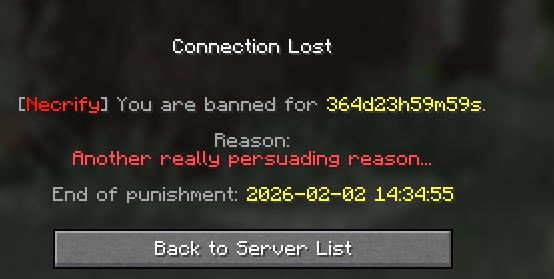 Connection Lost
[Necrify] You are banned for 364d23h59m59s.
Reason:
Another really persuading reason...
End of punishment: 2026-02-02 14:34:55
Back to Server List